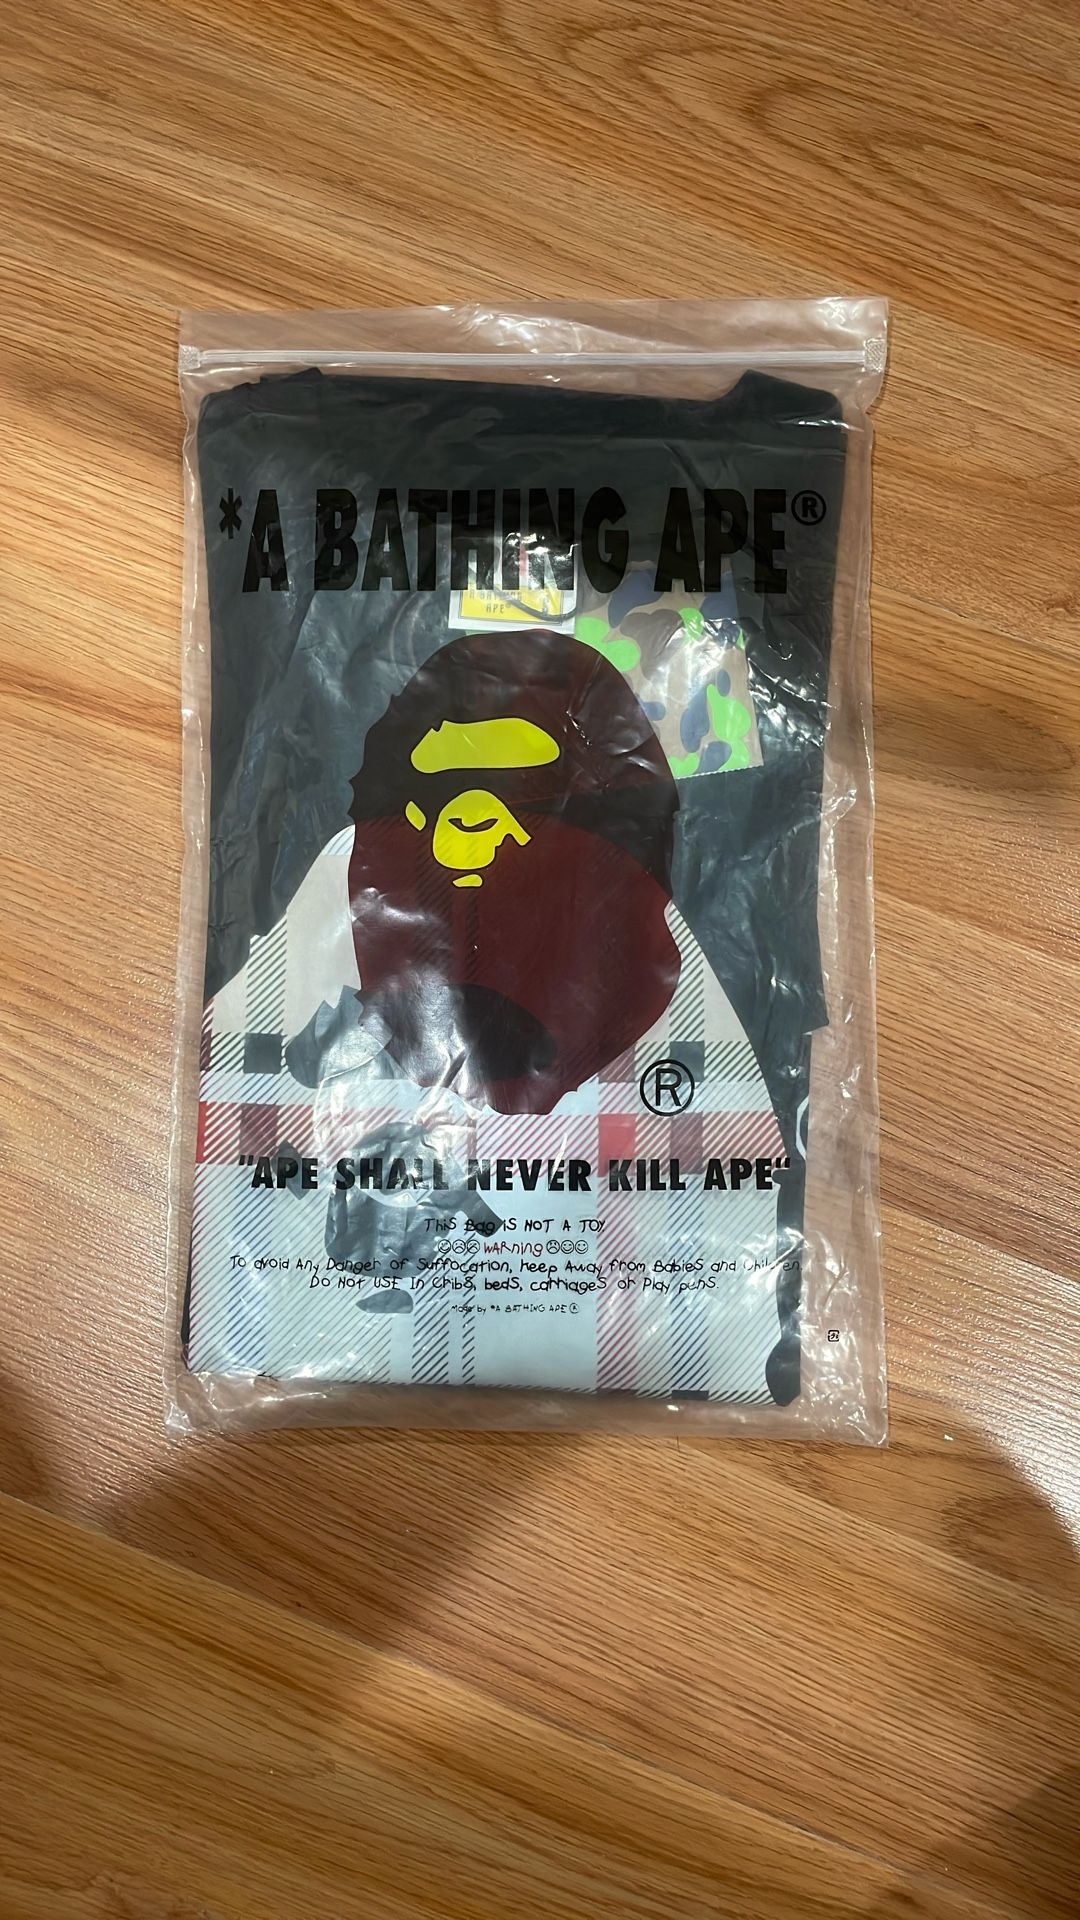 *A BATHING APE®
A BATHING
APE®
®
"APE SHALL NEVER KILL APE"
THIS Bag IS NOT A TOY
WARning
To avoid Any Danger of Suffocation, Keep Away from Babies and Children.
Do Not USE In Cribs, beds, carriages or Play pens.
Made by *A BATHING APE®